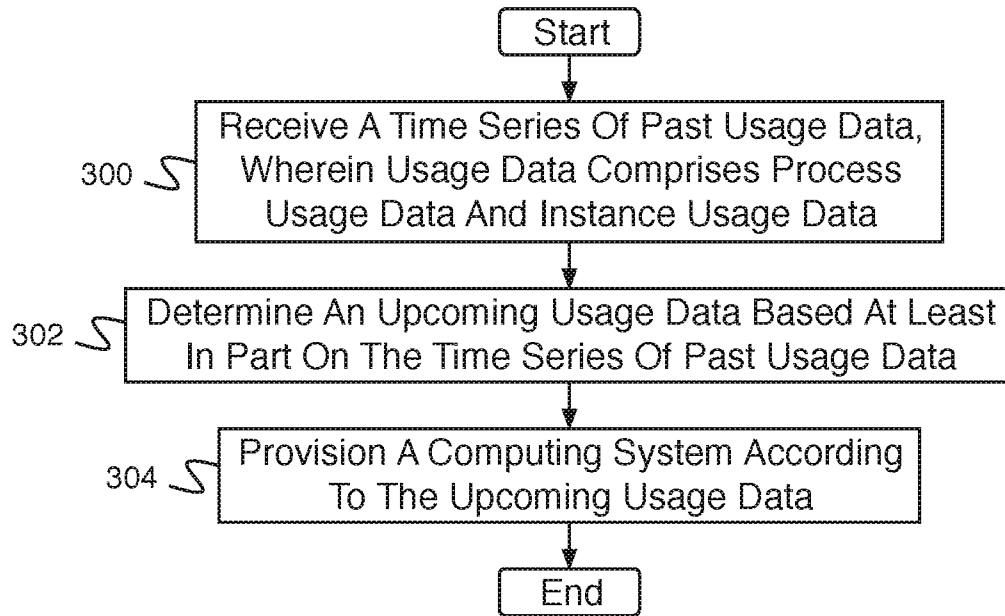 Start
Receive A Time Series Of Past Usage Data,
Wherein Usage Data Comprises Process
Usage Data And Instance Usage Data
300
Determine An Upcoming Usage Data Based At Least
In Part On The Time Series Of Past Usage Data
302
Provision A Computing System According
To The Upcoming Usage Data
304
End